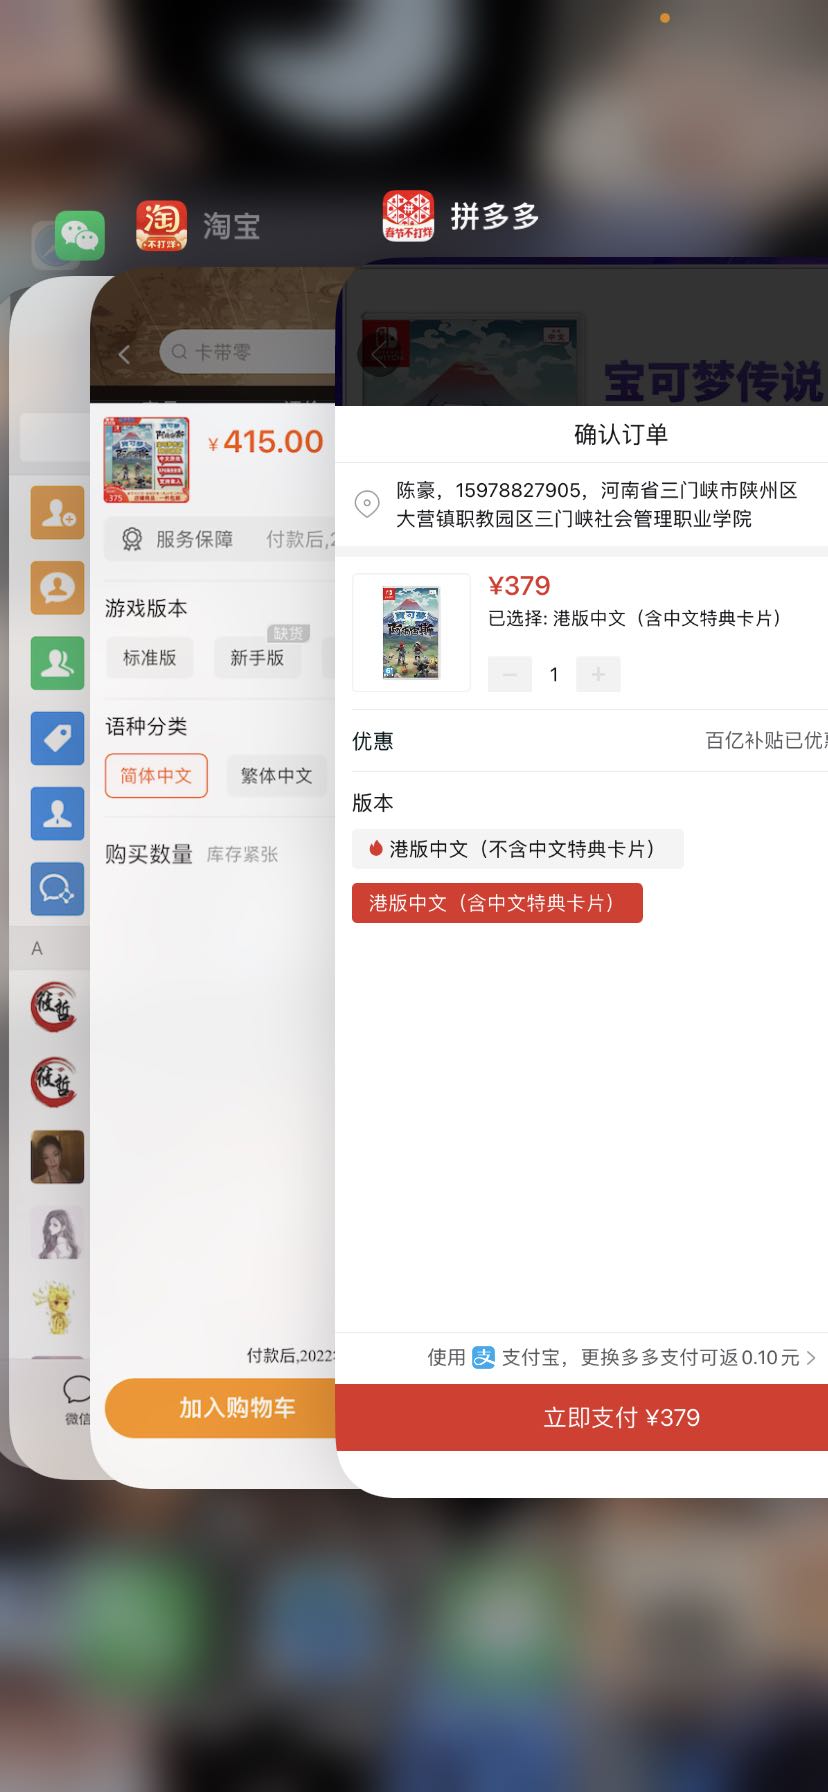 淘宝
拼多多
卡带零
¥415.00
服务保障 付款后,2
游戏版本
缺货
标准版 新手版
语种分类
简体中文 繁体中文
购买数量 库存紧张
付款后,2022
加入购物车
A
微信
宝可梦传说
确认订单
陈豪，15978827905，河南省三门峡市陕州区
大营镇职教园区三门峡社会管理职业学院
¥379
已选择: 港版中文（含中文特典卡片）
1
优惠 百亿补贴已优惠
版本
港版中文（不含中文特典卡片）
港版中文（含中文特典卡片）
使用 支付宝，更换多多支付可返0.10元
立即支付 ¥379